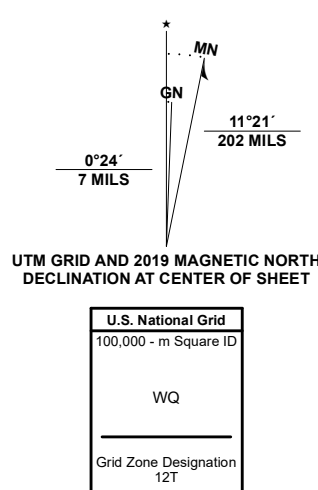 ★
MN
GN
11°21´
202 MILS
0°24´
7 MILS
UTM GRID AND 2019 MAGNETIC NORTH
DECLINATION AT CENTER OF SHEET
U.S. National Grid
100,000 - m Square ID
WQ
Grid Zone Designation
12T